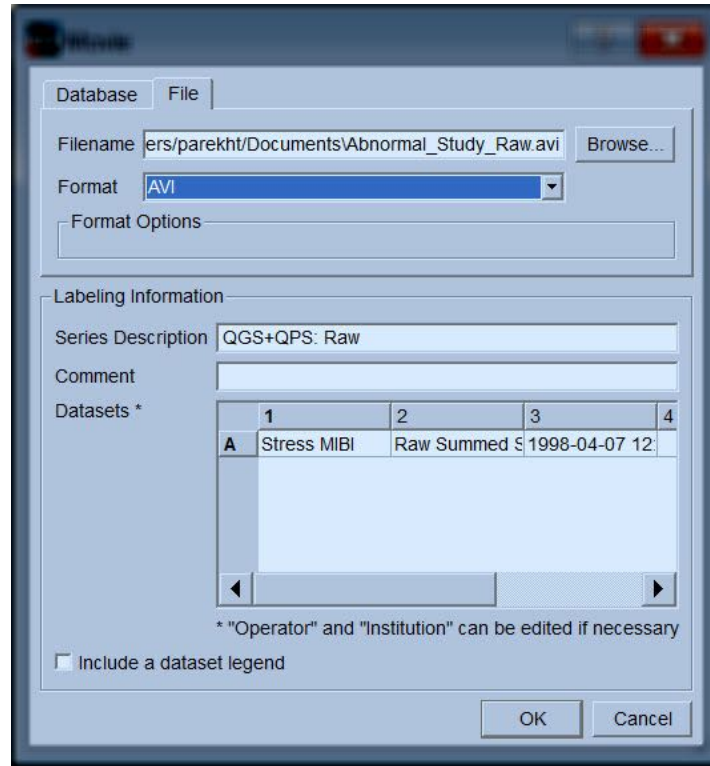 Movie
Database File
Filename ers/parekht/Documents\Abnormal_Study_Raw.avi Browse...
Format AVI
Format Options
Labeling Information
Series Description QGS+QPS: Raw
Comment
Datasets *
1 2 3 4
A Stress MIBI Raw Summed S 1998-04-07 12:
* "Operator" and "Institution" can be edited if necessary
Include a dataset legend
OK Cancel